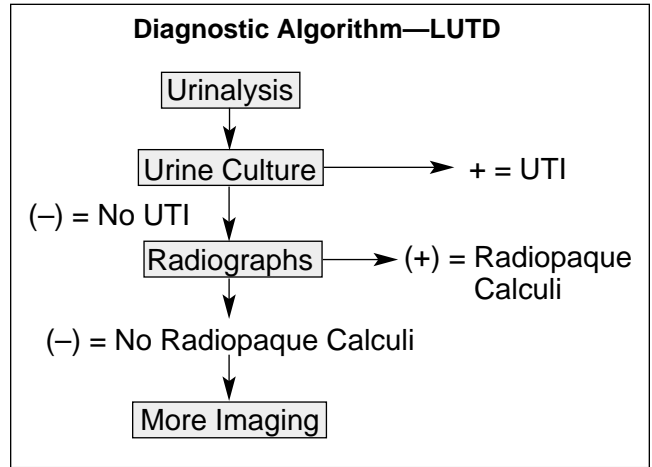 Diagnostic Algorithm—LUTD
Urinalysis
Urine Culture
+ = UTI
(–) = No UTI
Radiographs
(+) = Radiopaque
Calculi
(–) = No Radiopaque Calculi
More Imaging